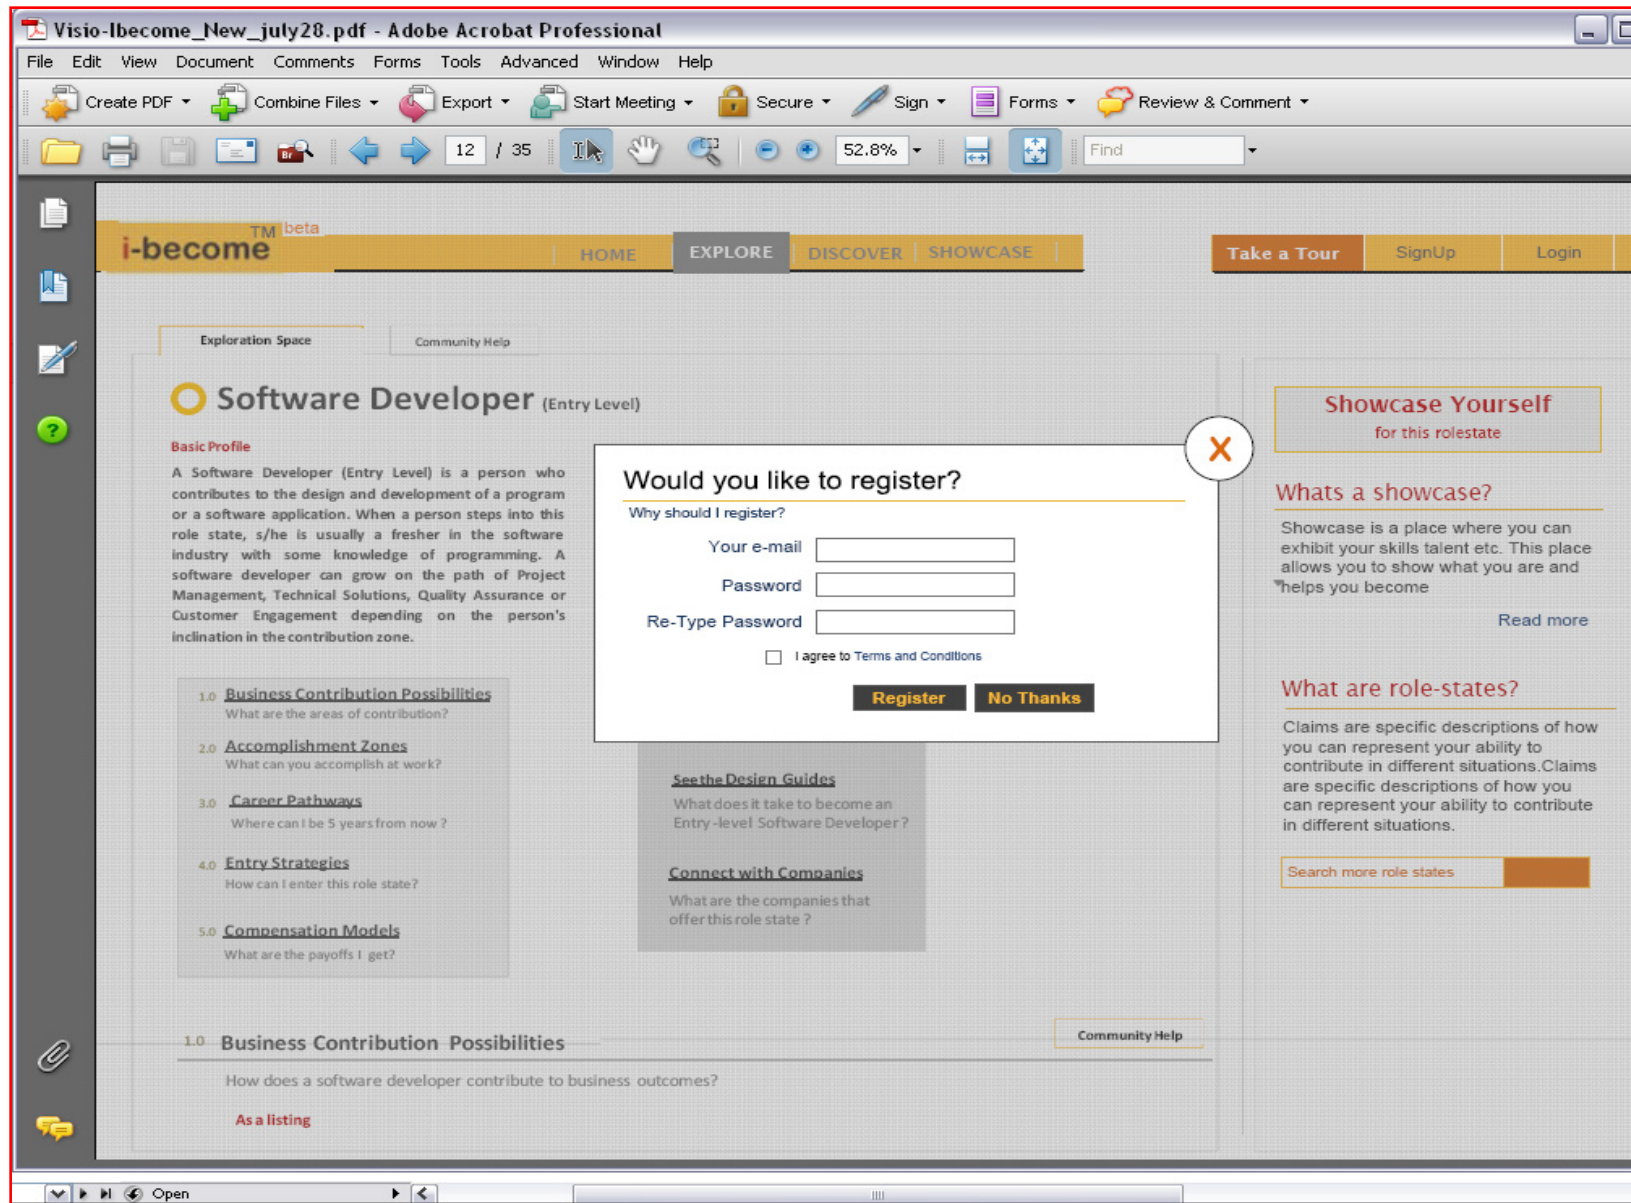 Visio-Ibecome_New_july28.pdf - Adobe Acrobat Professional
File Edit View Document Comments Forms Tools Advanced Window Help
Create PDF Combine Files Export Start Meeting Secure Sign Forms Review & Comment
Br 12 / 35 52.8% Find
i-become TM beta
HOME EXPLORE DISCOVER SHOWCASE Take a Tour SignUp Login
Exploration Space Community Help
Software Developer (Entry Level)
Basic Profile
A Software Developer (Entry Level) is a person who
contributes to the design and development of a program
or a software application. When a person steps into this
role state, s/he is usually a fresher in the software
industry with some knowledge of programming. A
software developer can grow on the path of Project
Management, Technical Solutions, Quality Assurance or
Customer Engagement depending on the person's
inclination in the contribution zone.
1.0 Business Contribution Possibilities
What are the areas of contribution?
2.0 Accomplishment Zones
What can you accomplish at work?
3.0 Career Pathways
Where can I be 5 years from now ?
4.0 Entry Strategies
How can I enter this role state?
5.0 Compensation Models
What are the payoffs I get?
X
Would you like to register?
Why should I register?
Your e-mail
Password
Re-Type Password
I agree to Terms and Conditions
Register No Thanks
See the Design Guides
What does it take to become an
Entry-level Software Developer ?
Connect with Companies
What are the companies that
offer this role state ?
Showcase Yourself
for this rolestate
Whats a showcase?
Showcase is a place where you can
exhibit your skills talent etc. This place
allows you to show what you are and
helps you become
Read more
What are role-states?
Claims are specific descriptions of how
you can represent your ability to
contribute in different situations.Claims
are specific descriptions of how you
can represent your ability to contribute
in different situations.
Search more role states
1.0 Business Contribution Possibilities
Community Help
How does a software developer contribute to business outcomes?
As a listing
Open